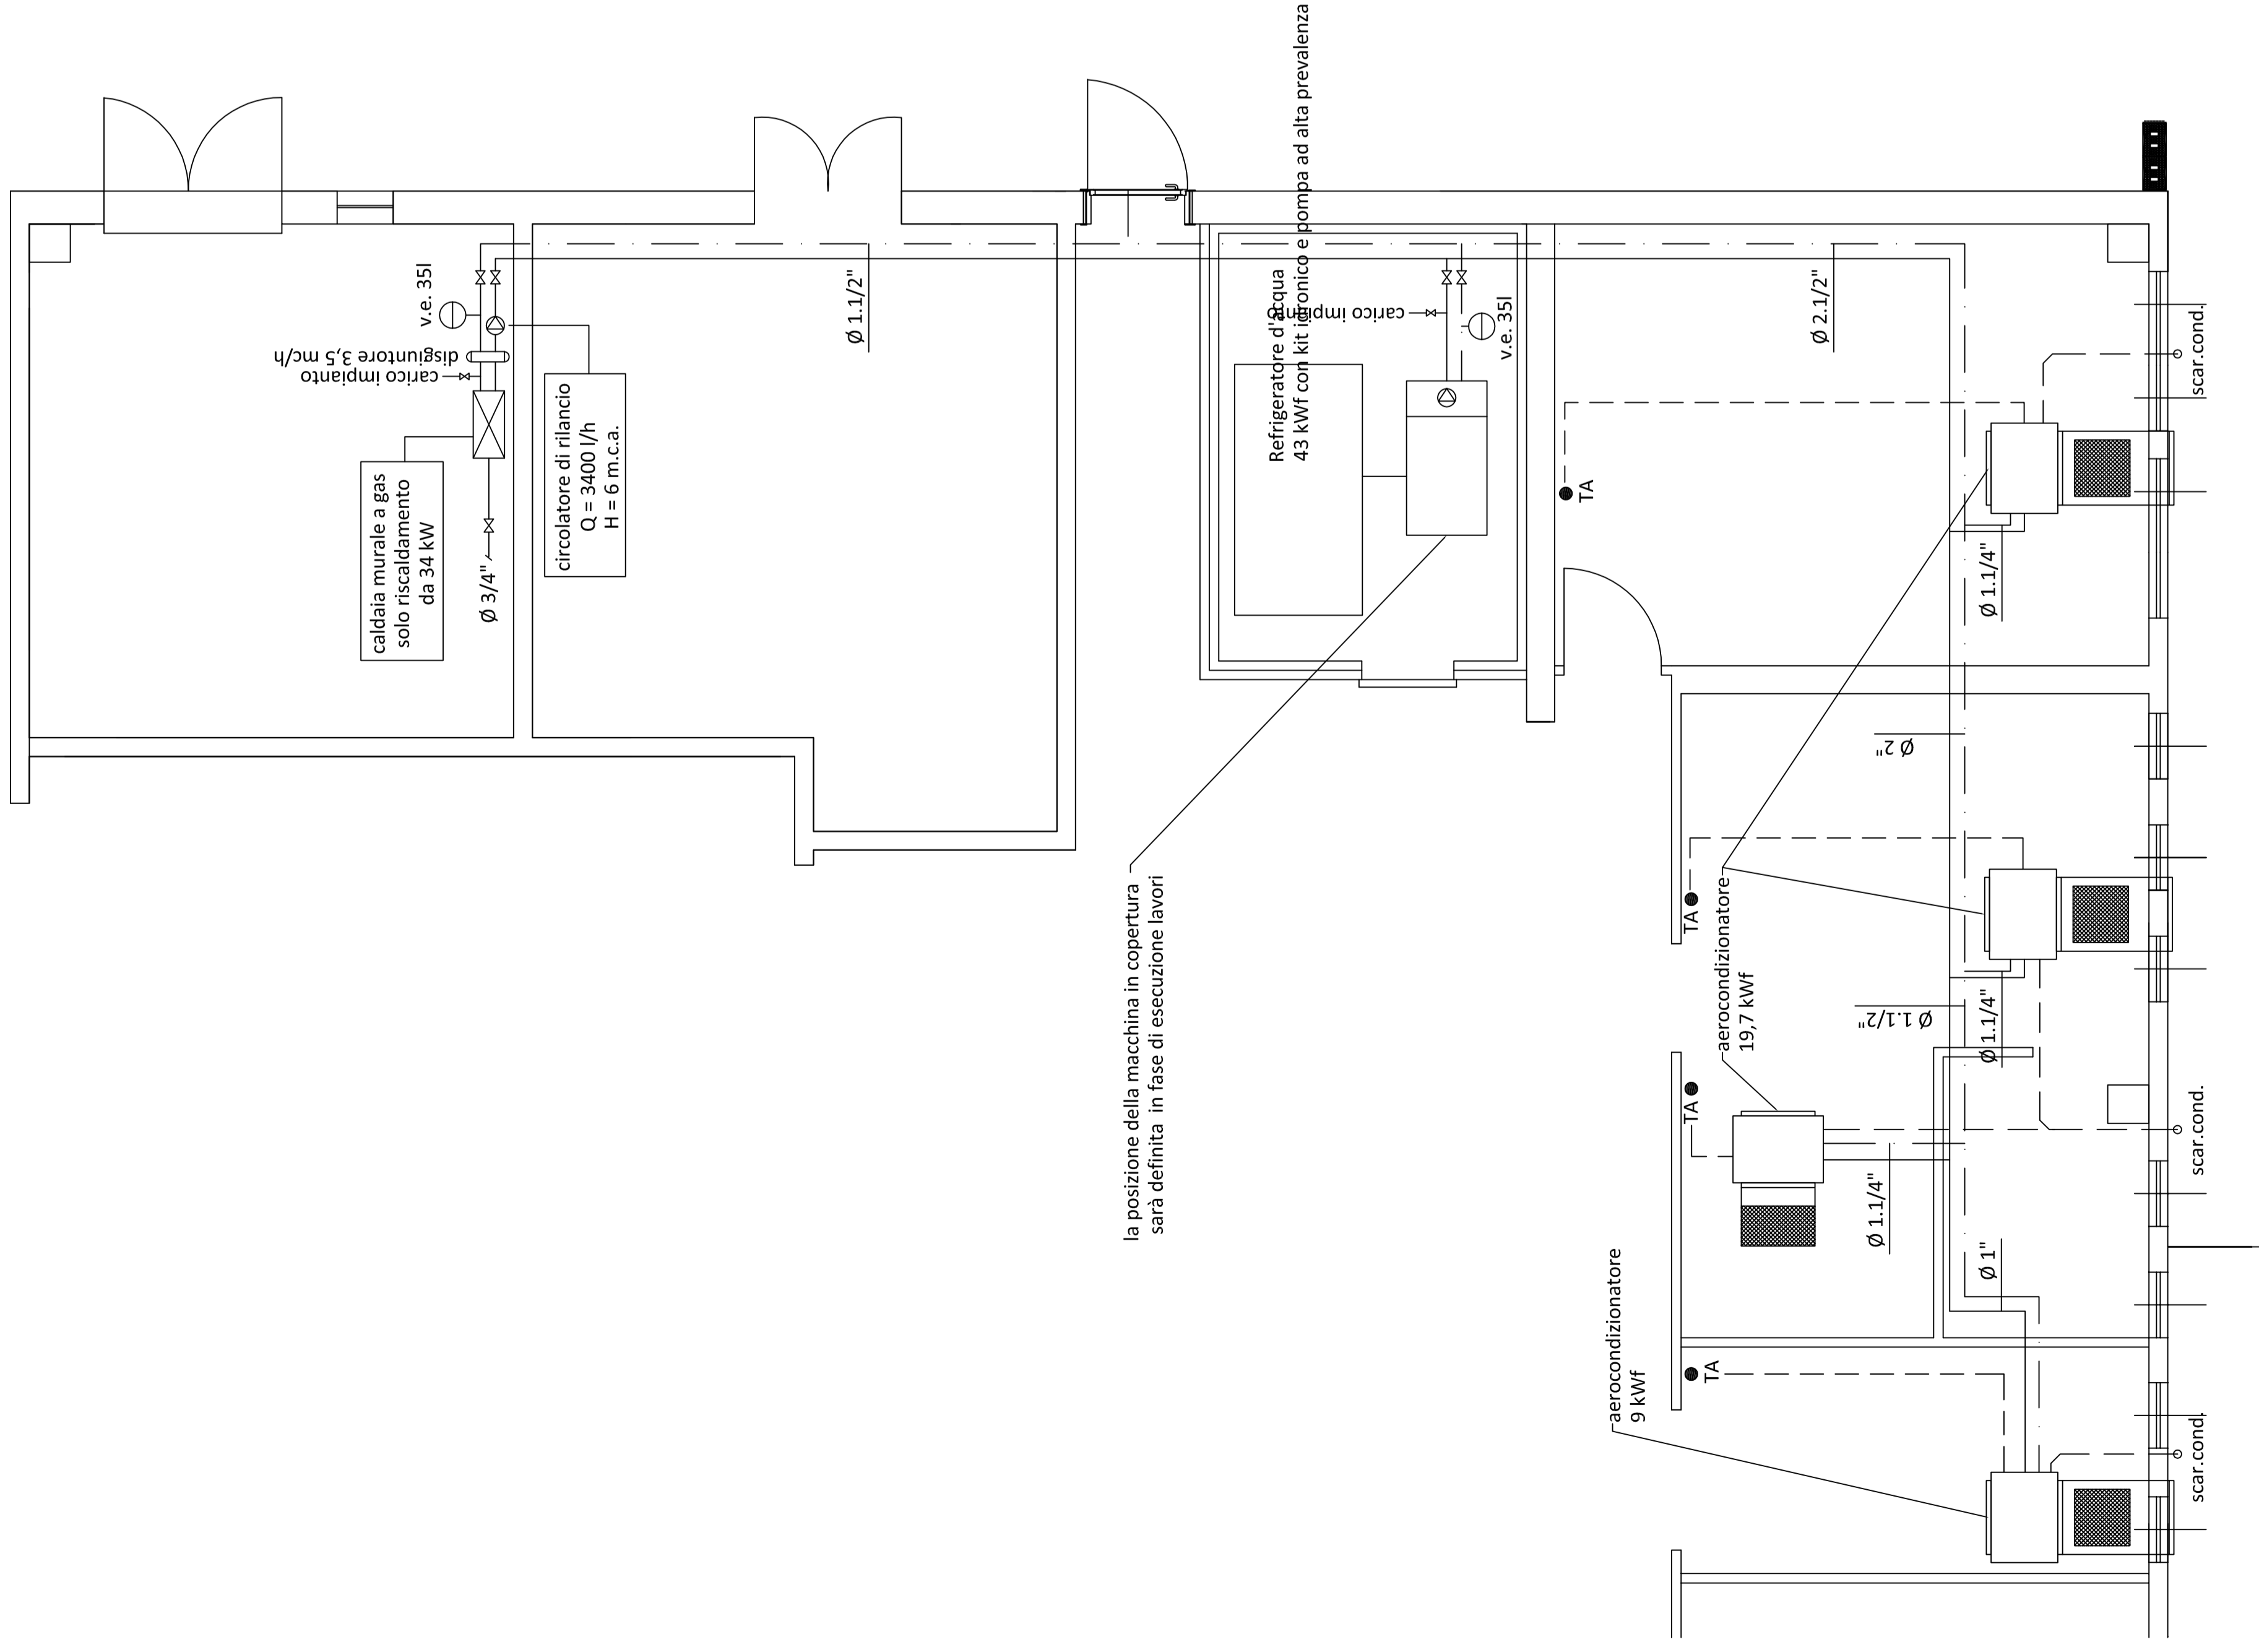 v.e. 35l
disgiuntore 3,5 mc/h
carico impianto
caldaia murale a gas
solo riscaldamento
da 34 kW
Ø 3/4"
circolatore di rilancio
Q = 3400 l/h
H = 6 m.c.a.
Ø 1.1/2"
Refrigeratore d'acqua
43 kWf con kit idronico e pompa ad alta prevalenza
carico impianto
v.e. 35l
Ø 2.1/2"
scar.cond.
TA
Ø 1.1/4"
Ø 2"
la posizione della macchina in copertura
sarà definita in fase di esecuzione lavori
TA
aerocondizionatore
19,7 kWf
Ø 1.1/2"
Ø 1.1/4"
TA
scar.cond.
Ø 1.1/4"
Ø 1"
aerocondizionatore
9 kWf
TA
scar.cond.